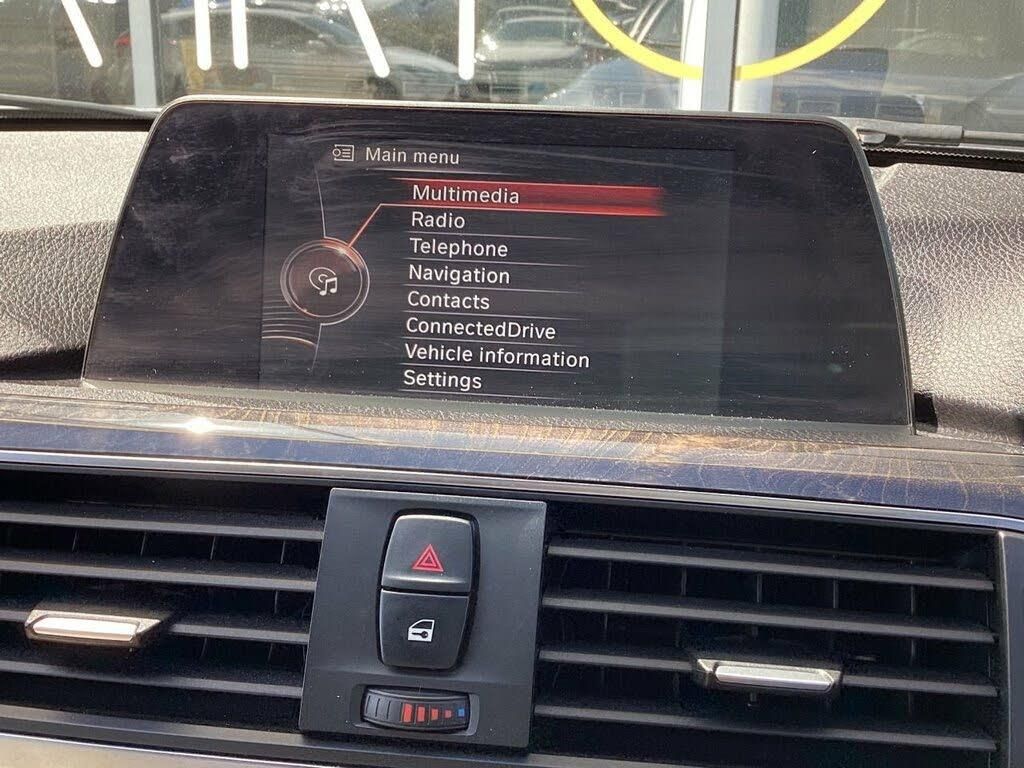 Main menu
Multimedia
Radio
Telephone
Navigation
Contacts
ConnectedDrive
Vehicle information
Settings